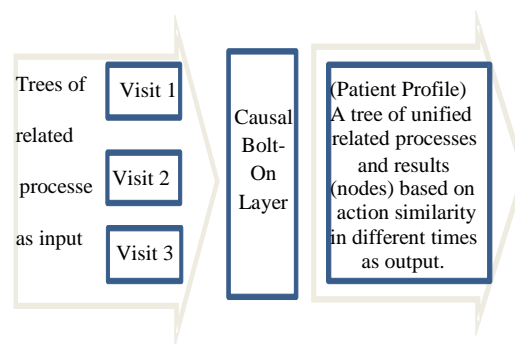 Trees of
related
processe
as input
Visit 1
Visit 2
Visit 3
Causal
Bolt-
On
Layer
(Patient Profile)
A tree of unified
related processes
and results
(nodes) based on
action similarity
in different times
as output.